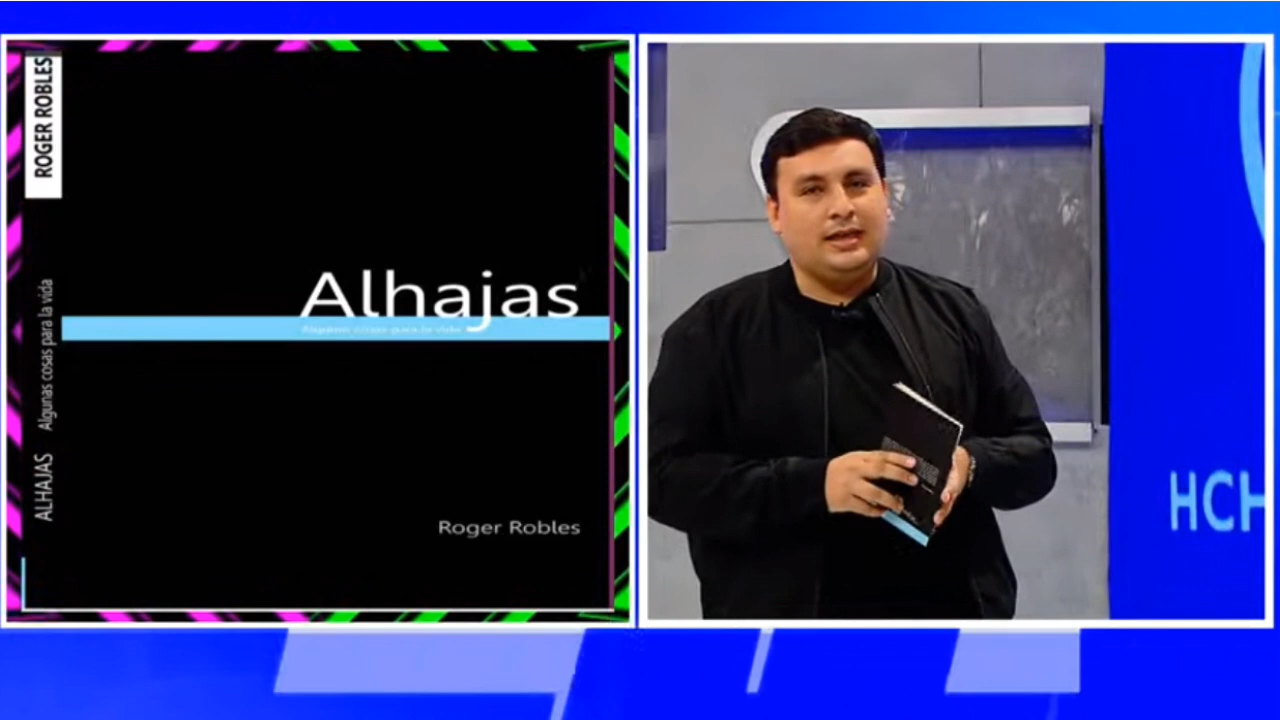 ROGER ROBLES
Algunas cosas para la vida
ALHAJAS
Alhajas
Algunas cosas para la vida
Roger Robles
HCH